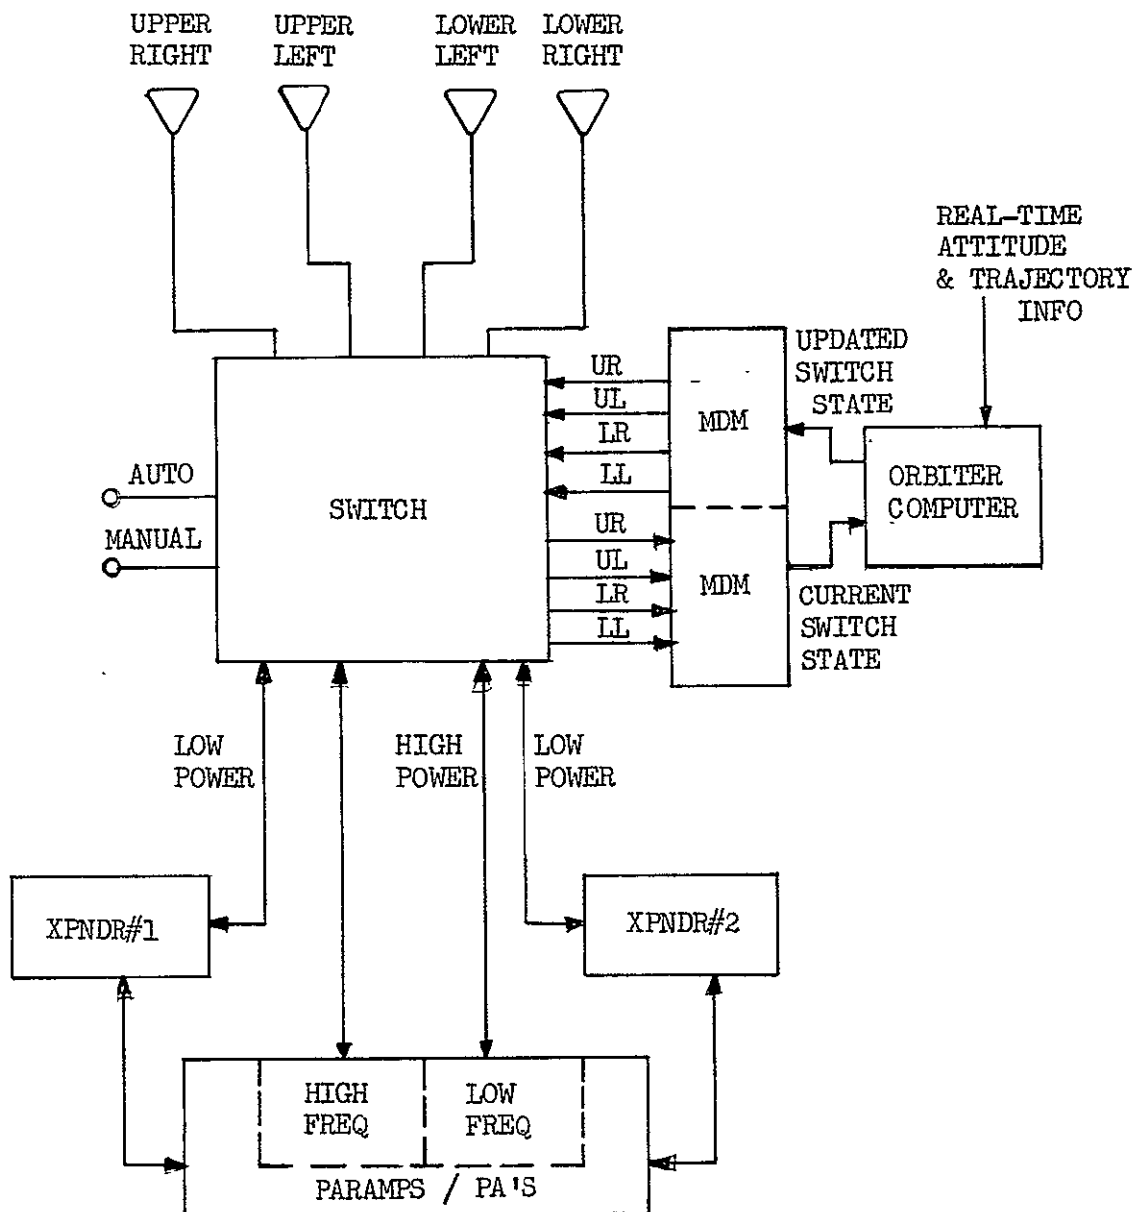 UPPER RIGHT
UPPER LEFT
LOWER LEFT
LOWER RIGHT
REAL-TIME
ATTITUDE
& TRAJECTORY
INFO
UPDATED
SWITCH
STATE
UR
UL
LR
LL
MDM
AUTO
MANUAL
SWITCH
ORBITER
COMPUTER
UR
UL
LR
LL
MDM
CURRENT
SWITCH
STATE
LOW
POWER
HIGH
POWER
LOW
POWER
XPNDR#1
XPNDR#2
HIGH
FREQ
LOW
FREQ
PARAMPS / PA'S